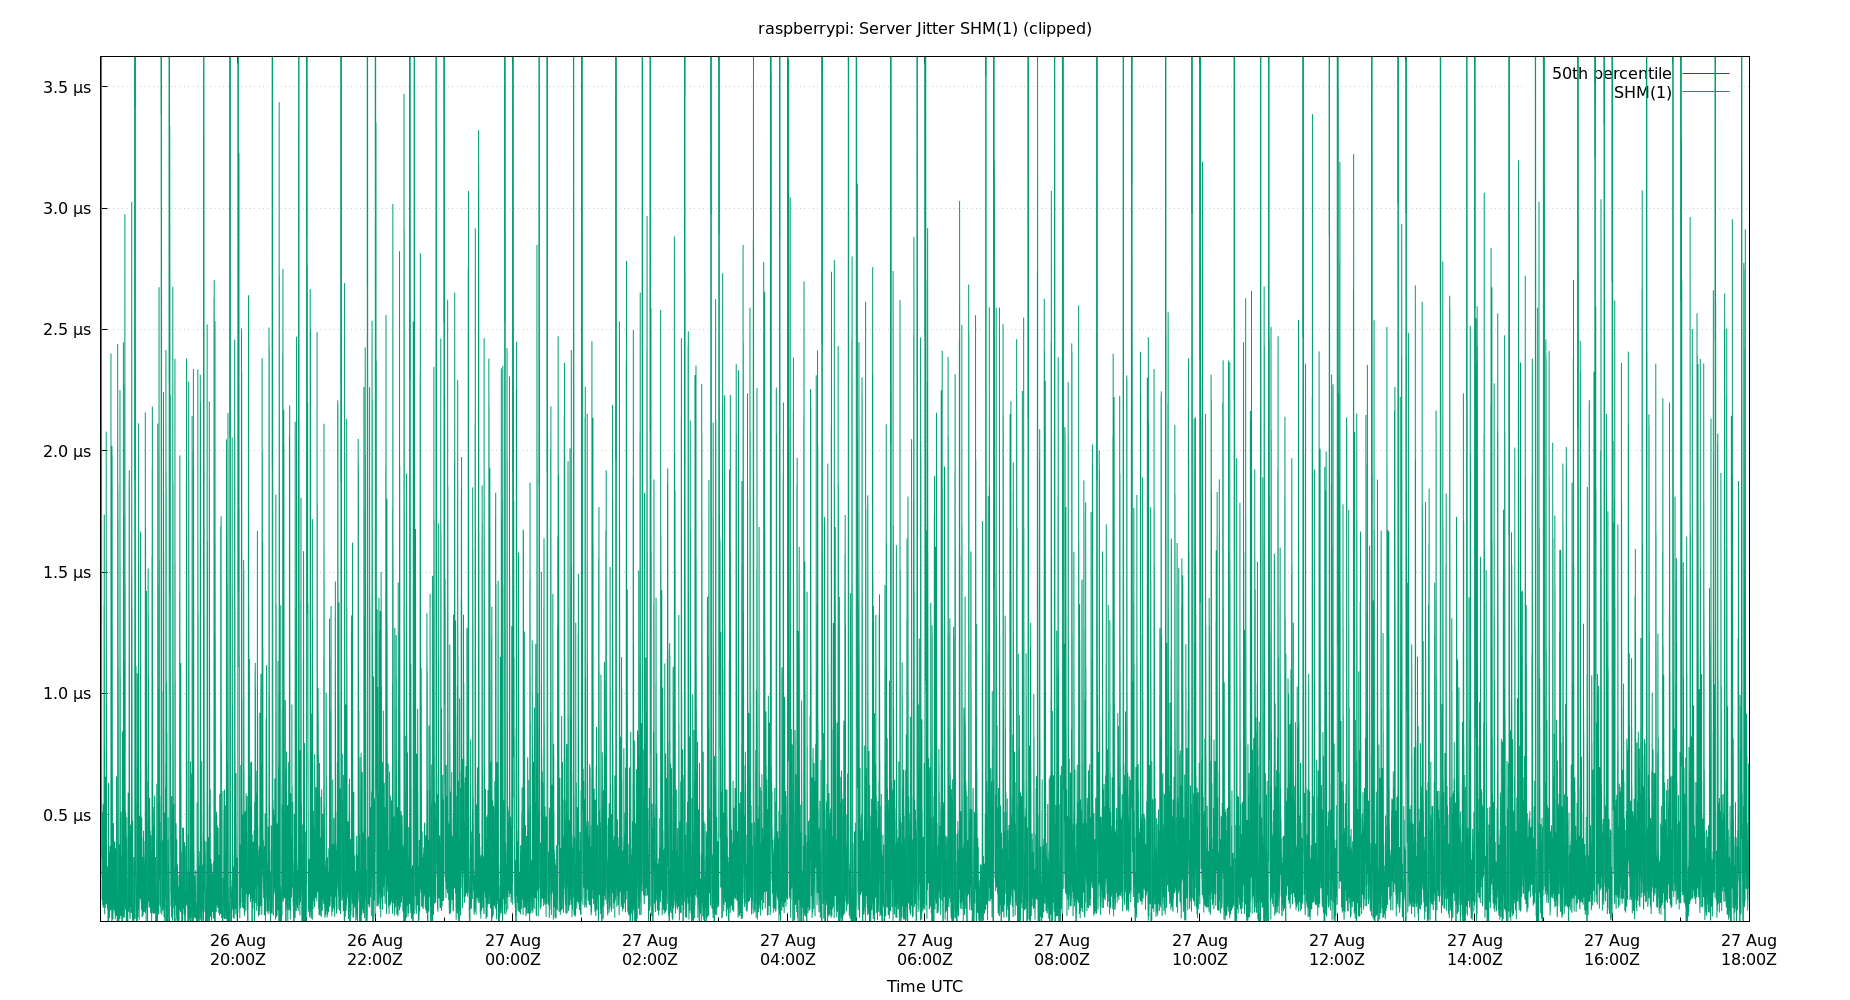 raspberrypi: Server Jitter SHM(1) (clipped)
50th percentile
SHM(1)
3.5 µs
3.0 µs
2.5 µs
2.0 µs
1.5 µs
1.0 µs
0.5 µs
26 Aug 26 Aug 27 Aug 27 Aug 27 Aug 27 Aug 27 Aug 27 Aug 27 Aug 27 Aug 27 Aug 27 Aug
20:00Z 22:00Z 00:00Z 02:00Z 04:00Z 06:00Z 08:00Z 10:00Z 12:00Z 14:00Z 16:00Z 18:00Z
Time UTC